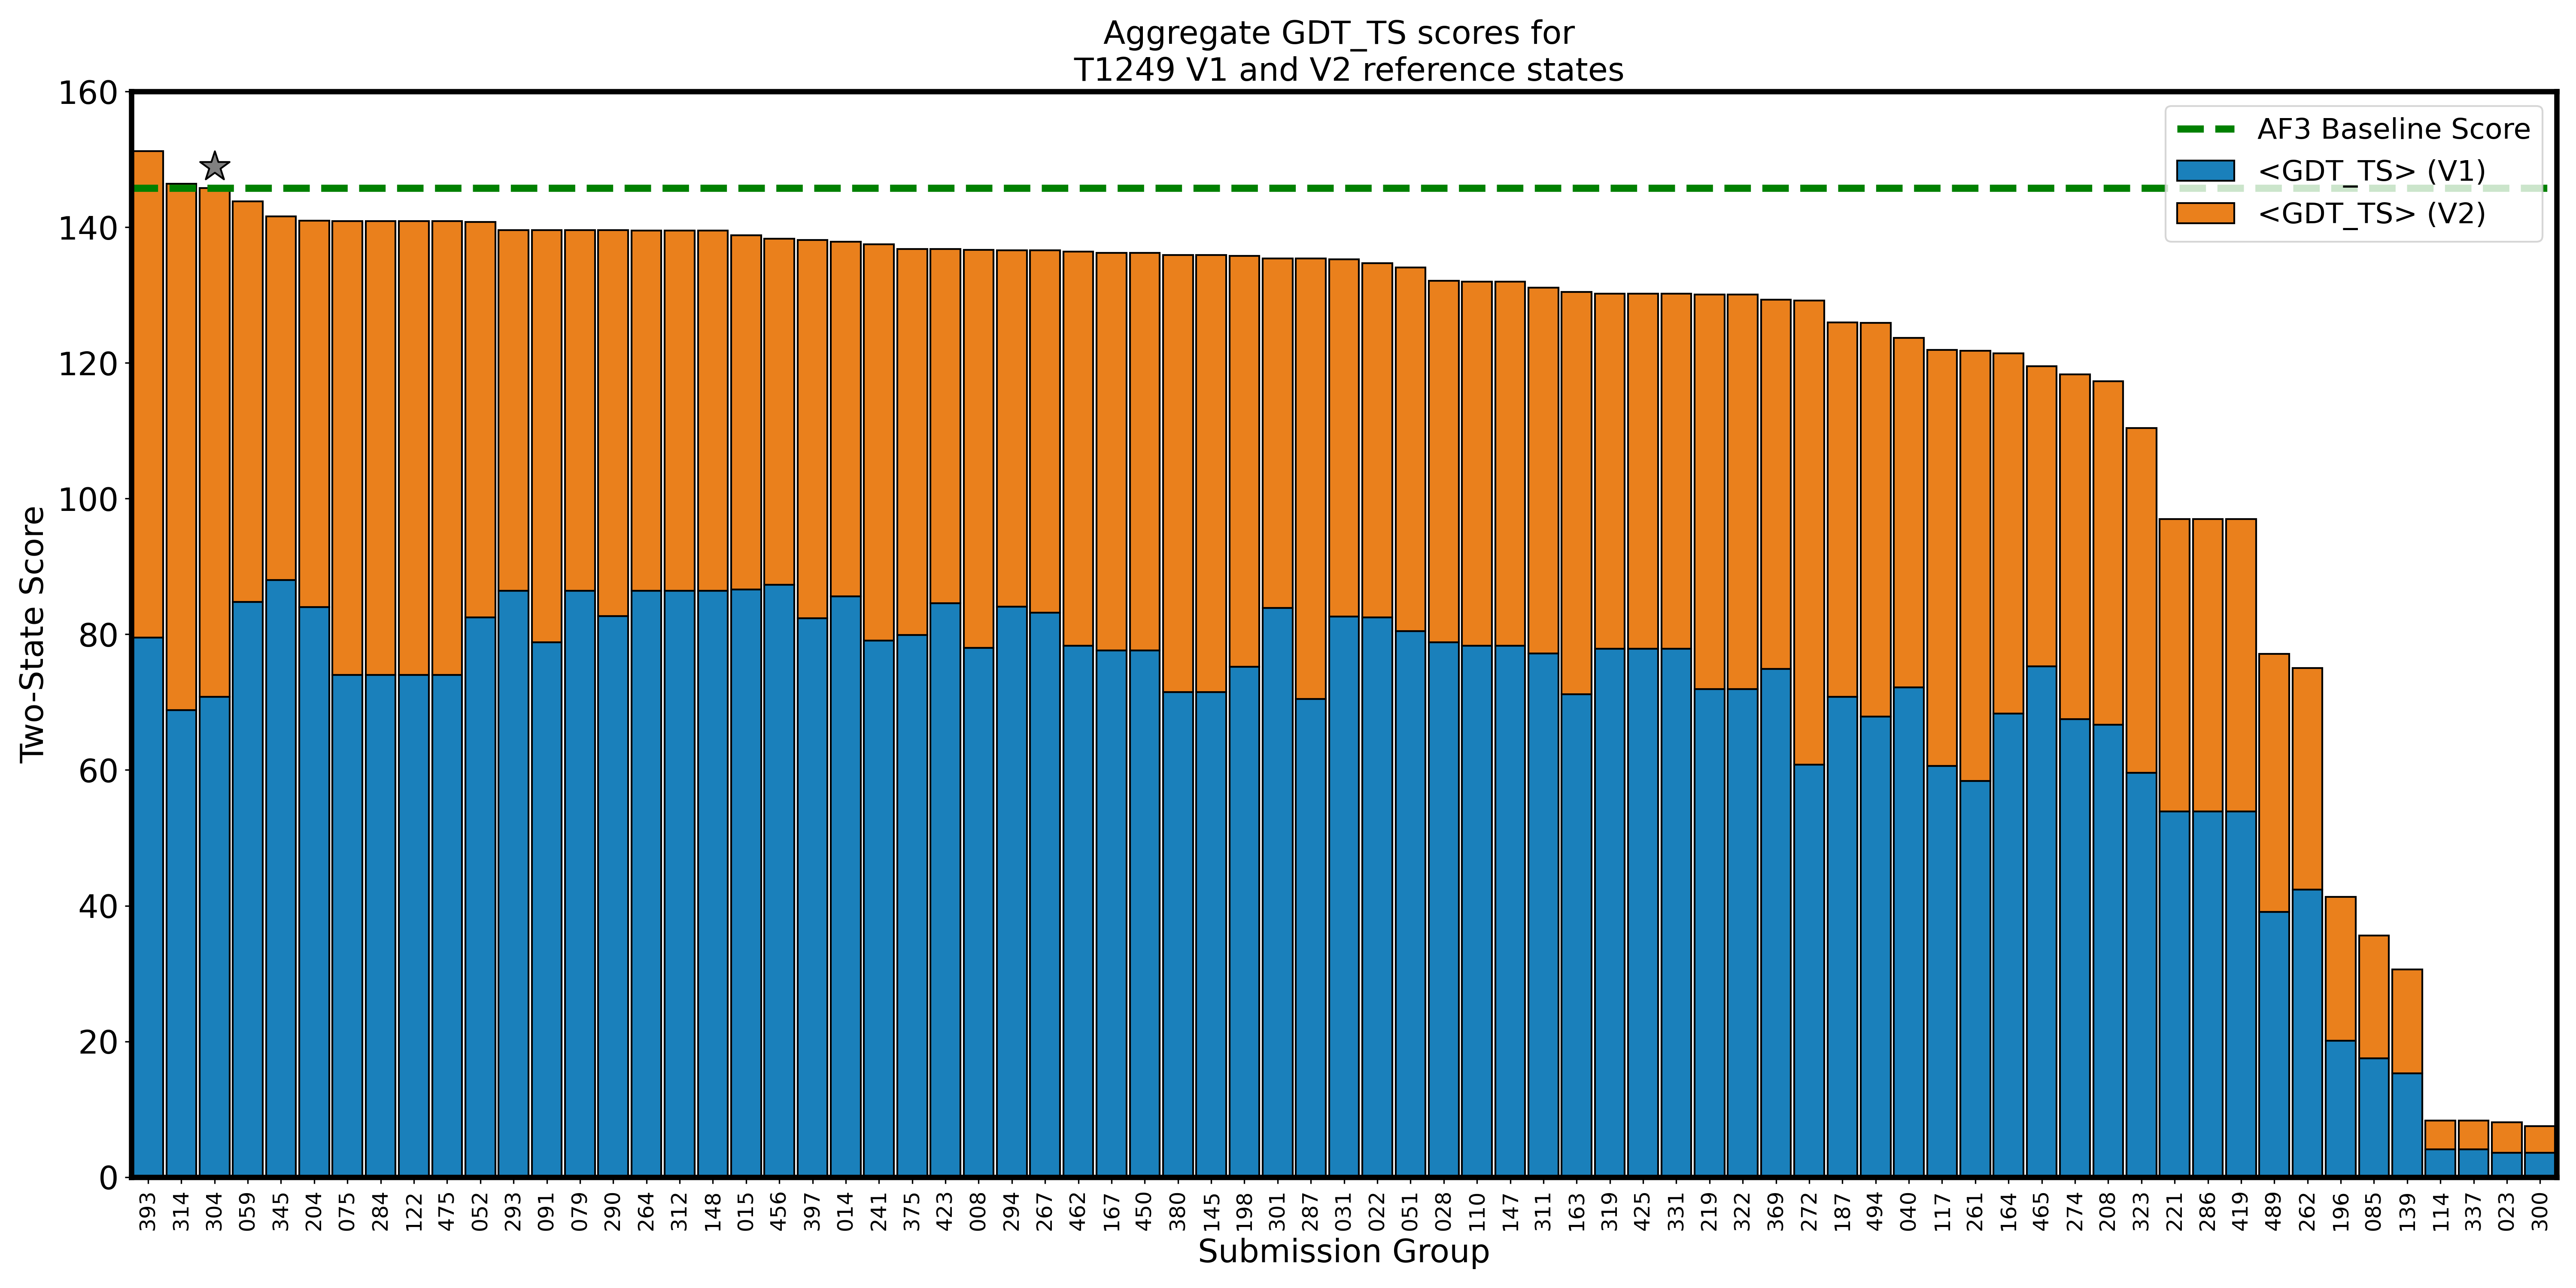 Aggregate GDT_TS scores for
T1249 V1 and V2 reference states
AF3 Baseline Score
<GDT_TS> (V1)
<GDT_TS> (V2)
Two-State Score
160
140
120
100
80
60
40
20
0
393 314 304 059 345 204 075 284 122 475 052 293 091 079 290 264 312 148 015 456 397 014 241 375 423 008 294 267 462 167 450 380 145 198 301 287 031 022 051 028 110 147 311 163 319 425 331 219 322 369 272 187 494 040 117 261 164 465 274 208 323 221 286 419 489 262 196 085 139 114 337 023 300
Submission Group